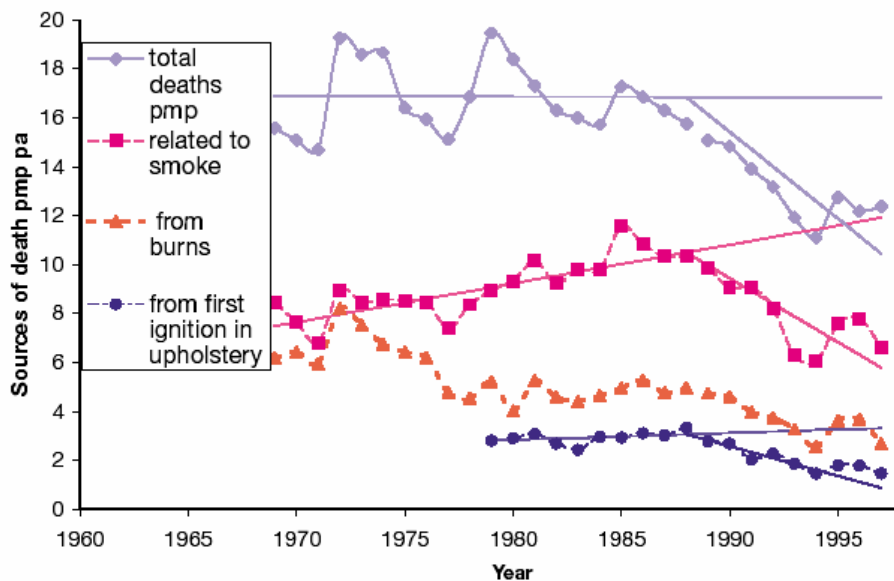 20
18
16
14
12
10
8
6
4
2
0
Sources of death pmp pa
total
deaths
pmp
related to
smoke
from
burns
from first
ignition in
upholstery
1960 1965 1970 1975 1980 1985 1990 1995
Year